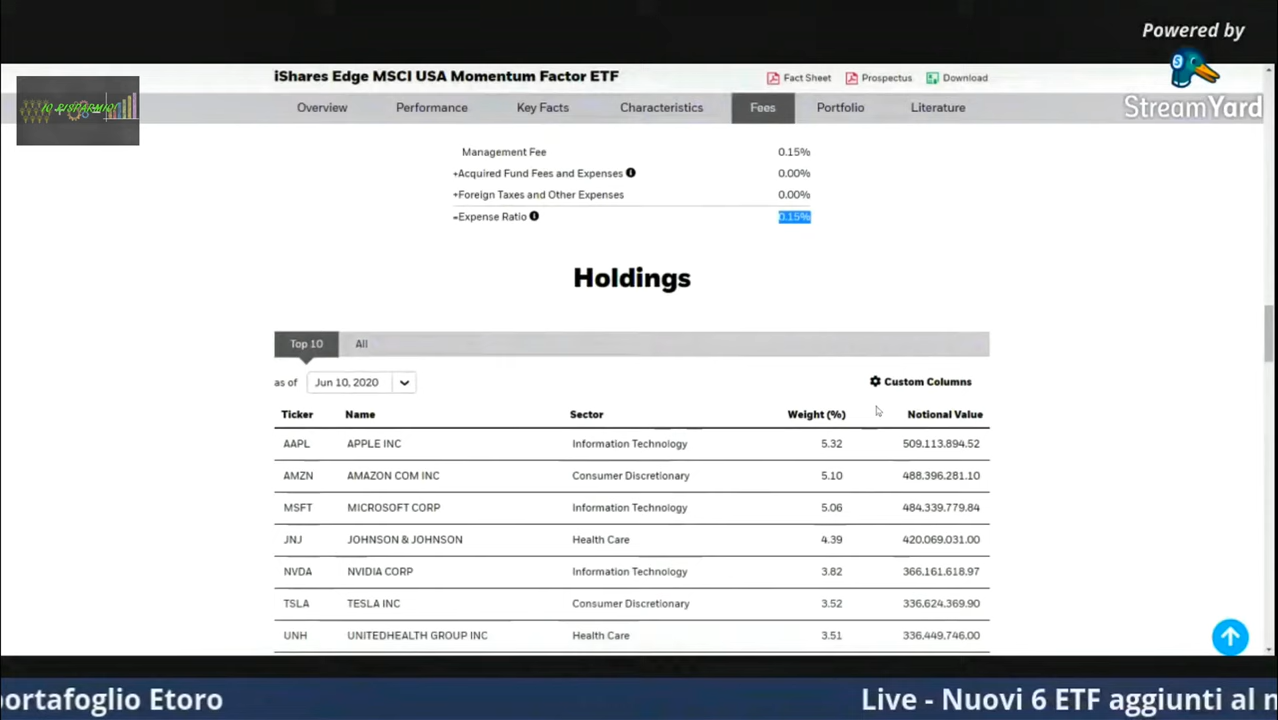 Powered by
iShares Edge MSCI USA Momentum Factor ETF
Fact Sheet Prospectus Download
StreamYard
Overview Performance Key Facts Characteristics Fees Portfolio Literature
Management Fee 0.15%
+Acquired Fund Fees and Expenses 0.00%
+Foreign Taxes and Other Expenses 0.00%
=Expense Ratio 0.15%
Holdings
Top 10 All
as of Jun 10, 2020 Custom Columns
Ticker Name Sector Weight (%) Notional Value
AAPL APPLE INC Information Technology 5.32 509.113.894.52
AMZN AMAZON COM INC Consumer Discretionary 5.10 488.396.281.10
MSFT MICROSOFT CORP Information Technology 5.06 484.339.779.84
JNJ JOHNSON & JOHNSON Health Care 4.39 420.069.031.00
NVDA NVIDIA CORP Information Technology 3.82 366.161.618.97
TSLA TESLA INC Consumer Discretionary 3.52 336.624.369.90
UNH UNITEDHEALTH GROUP INC Health Care 3.51 336.449.746.00
ortafoglio Etoro Live - Nuovi 6 ETF aggiunti al